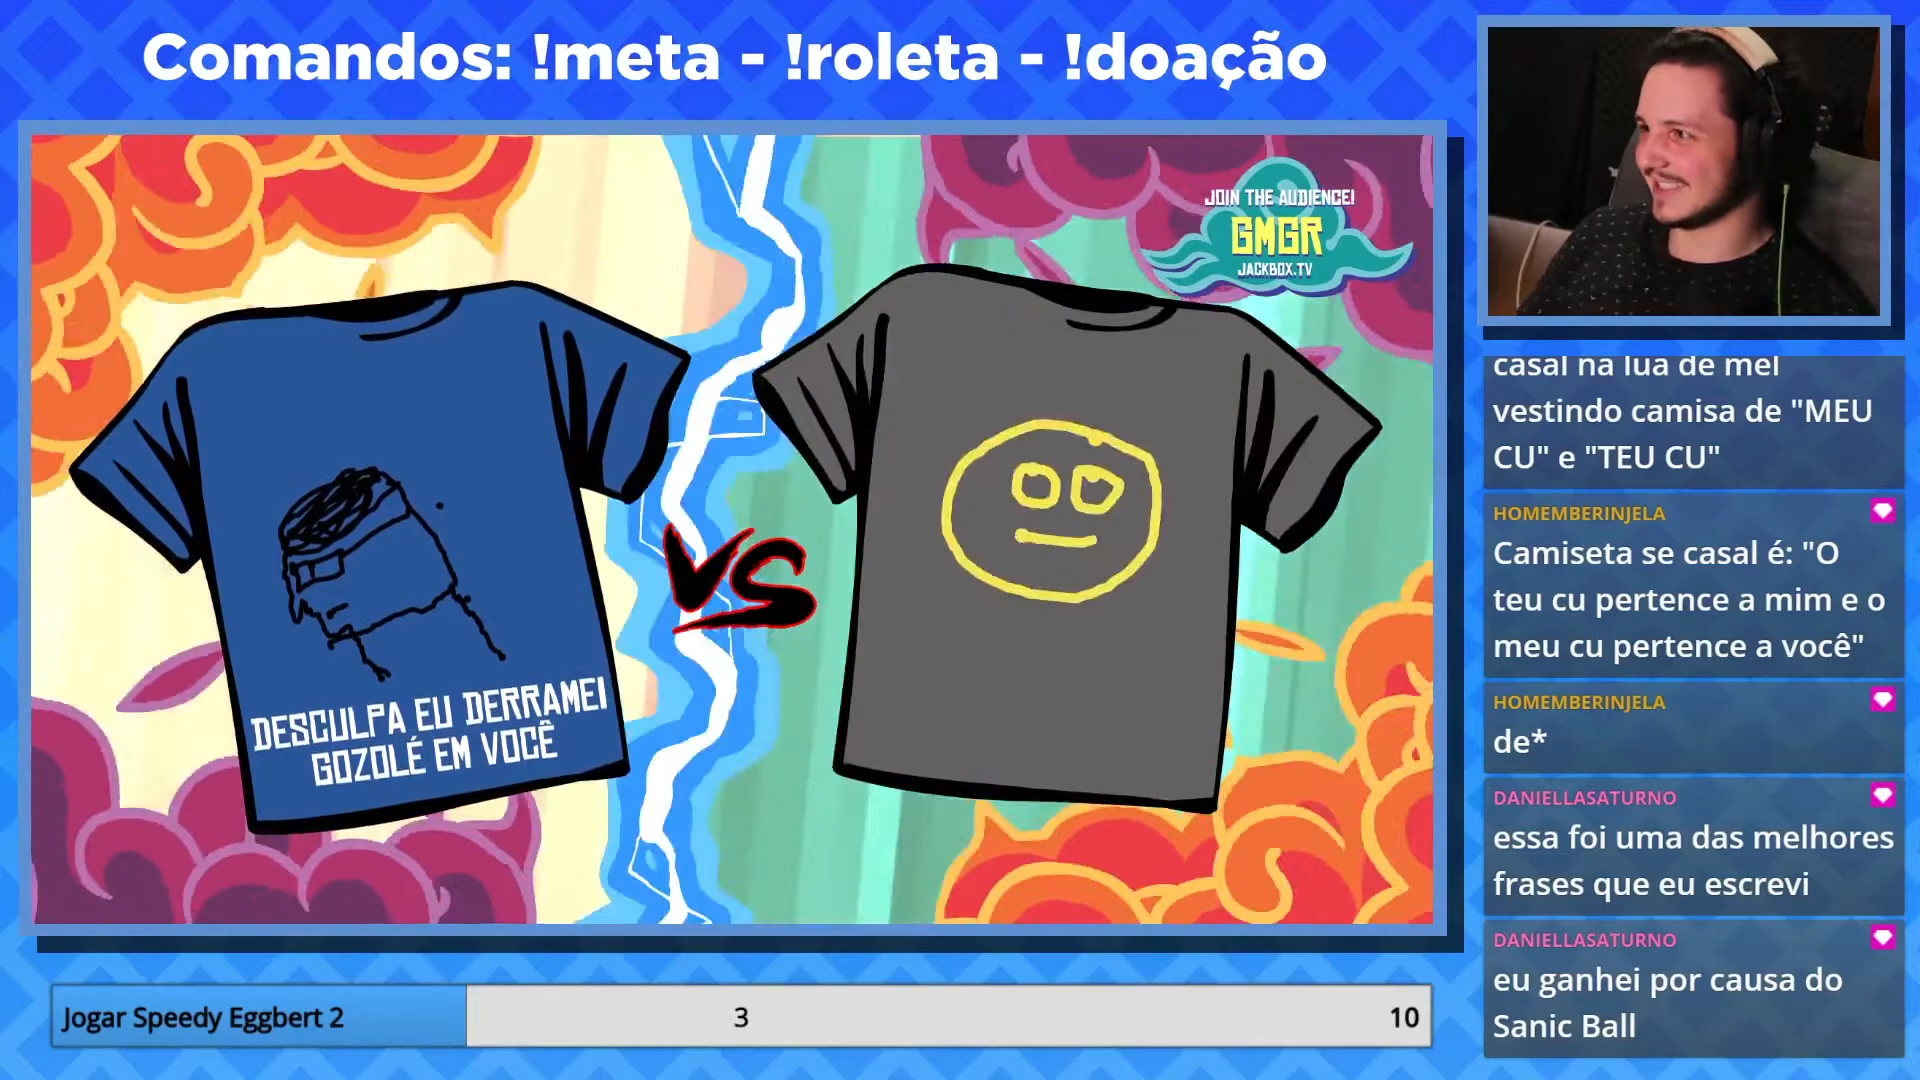 Comandos: !meta - !roleta - !doação
JOIN THE AUDIENCE!
GMGR
JACKBOX.TV
VS
DESCULPA EU DERRAMEI
GOZOLÉ EM VOCÊ
casal na lua de mel
vestindo camisa de "MEU
CU" e "TEU CU"
HOMEMBERINJELA
Camiseta se casal é: "O
teu cu pertence a mim e o
meu cu pertence a você"
HOMEMBERINJELA
de*
DANIELLASATURNO
essa foi uma das melhores
frases que eu escrevi
DANIELLASATURNO
eu ganhei por causa do
Sanic Ball
Jogar Speedy Eggbert 2 3 10